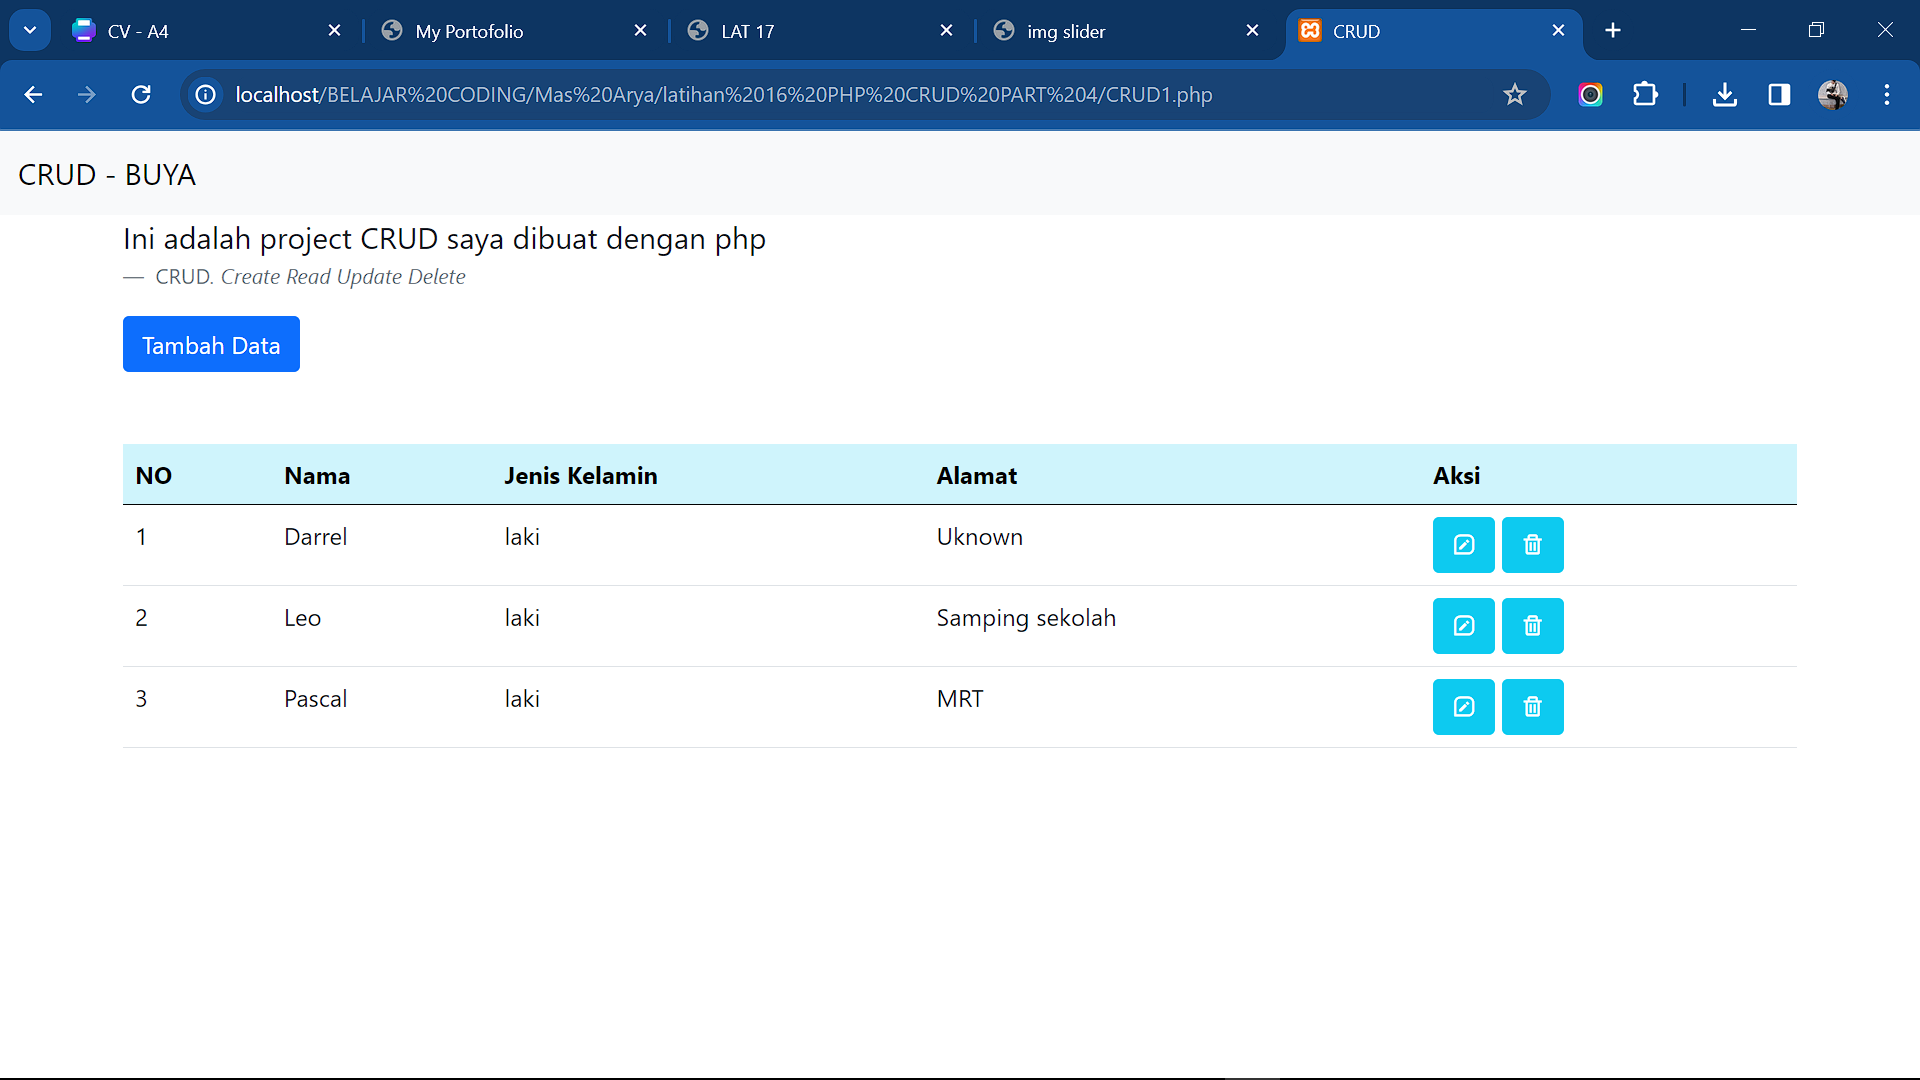 CV - A4
My Portofolio
LAT 17
img slider
CRUD
localhost/BELAJAR%20CODING/Mas%20Arya/latihan%2016%20PHP%20CRUD%20PART%204/CRUD1.php
CRUD - BUYA
Ini adalah project CRUD saya dibuat dengan php
— CRUD. Create Read Update Delete
Tambah Data
NO Nama Jenis Kelamin Alamat Aksi
1 Darrel laki Uknown
2 Leo laki Samping sekolah
3 Pascal laki MRT